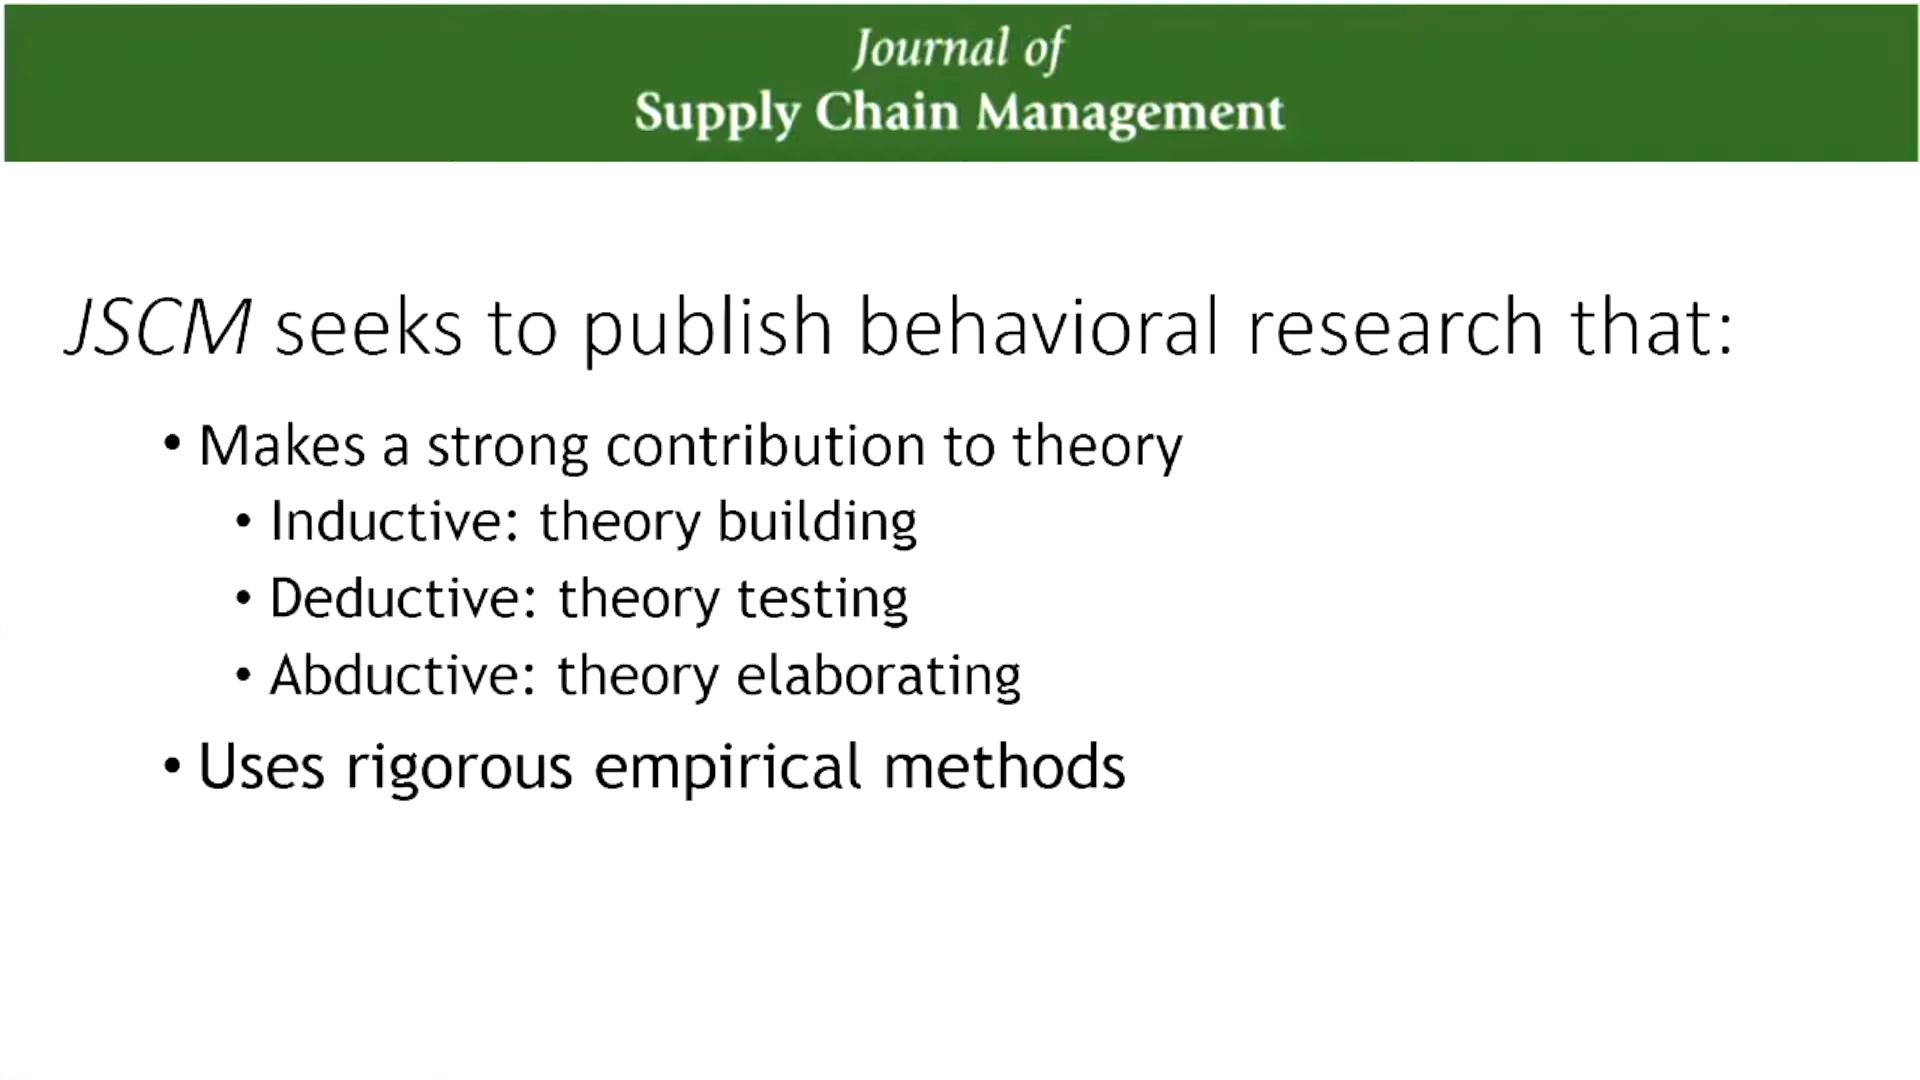 Journal of
Supply Chain Management
JSCM seeks to publish behavioral research that:
• Makes a strong contribution to theory
• Inductive: theory building
• Deductive: theory testing
• Abductive: theory elaborating
• Uses rigorous empirical methods